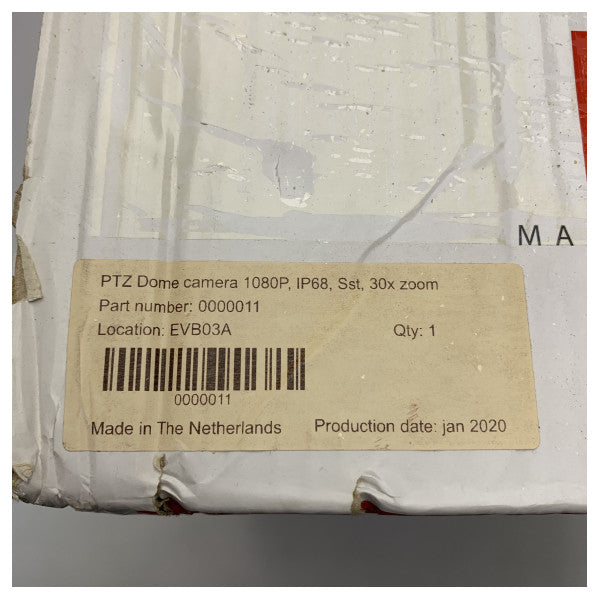 M A
PTZ Dome camera 1080P, IP68, Sst, 30x zoom
Part number: 0000011
Location: EVB03A Qty: 1
0000011
Made in The Netherlands Production date: jan 2020